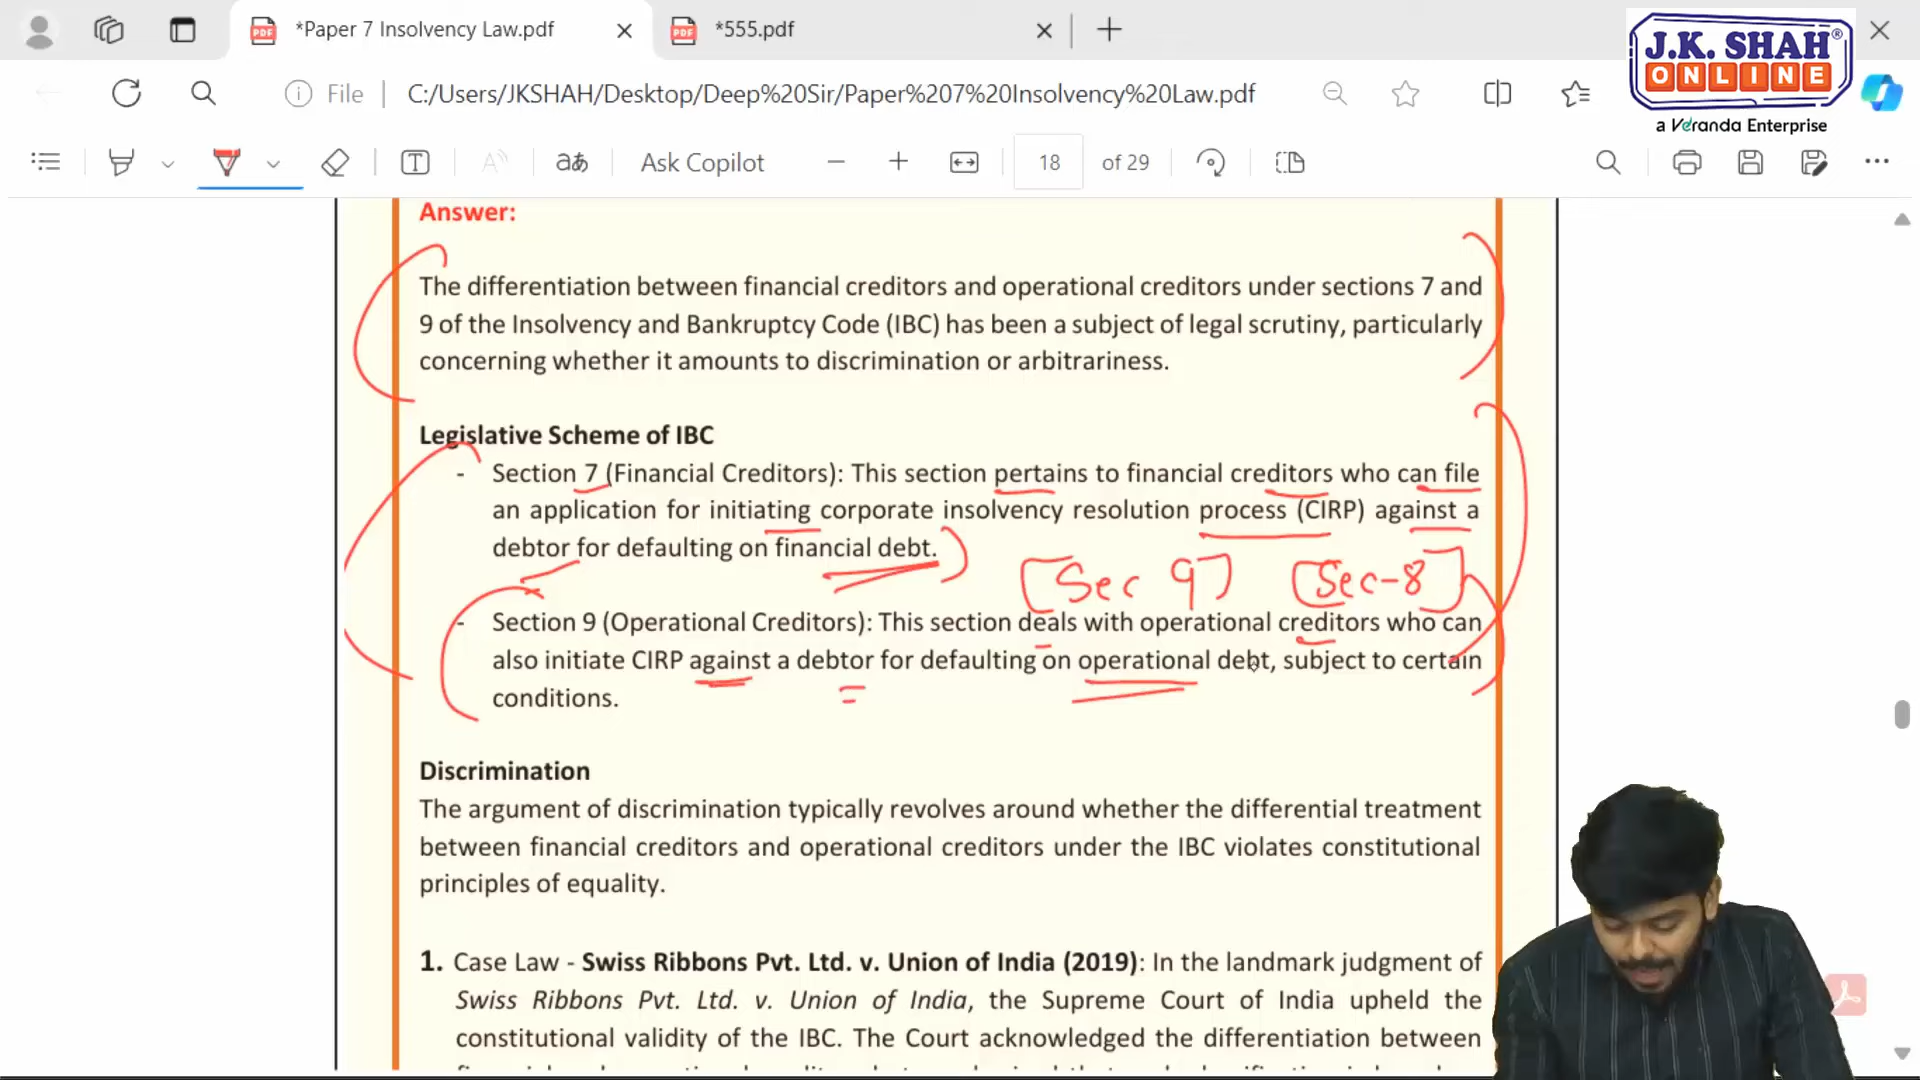 *Paper 7 Insolvency Law.pdf
*555.pdf
J.K. SHAH®
ONLINE
a Veranda Enterprise
File
C:/Users/JKSHAH/Desktop/Deep%20Sir/Paper%207%20Insolvency%20Law.pdf
aあ
Ask Copilot
18
of 29
Answer:
The differentiation between financial creditors and operational creditors under sections 7 and
9 of the Insolvency and Bankruptcy Code (IBC) has been a subject of legal scrutiny, particularly
concerning whether it amounts to discrimination or arbitrariness.
Legislative Scheme of IBC
- Section 7 (Financial Creditors): This section pertains to financial creditors who can file
an application for initiating corporate insolvency resolution process (CIRP) against a
debtor for defaulting on financial debt.
[Sec 9] [Sec-8]
- Section 9 (Operational Creditors): This section deals with operational creditors who can
also initiate CIRP against a debtor for defaulting on operational debt, subject to certain
conditions.
Discrimination
The argument of discrimination typically revolves around whether the differential treatment
between financial creditors and operational creditors under the IBC violates constitutional
principles of equality.
1. Case Law - Swiss Ribbons Pvt. Ltd. v. Union of India (2019): In the landmark judgment of
Swiss Ribbons Pvt. Ltd. v. Union of India, the Supreme Court of India upheld the
constitutional validity of the IBC. The Court acknowledged the differentiation between